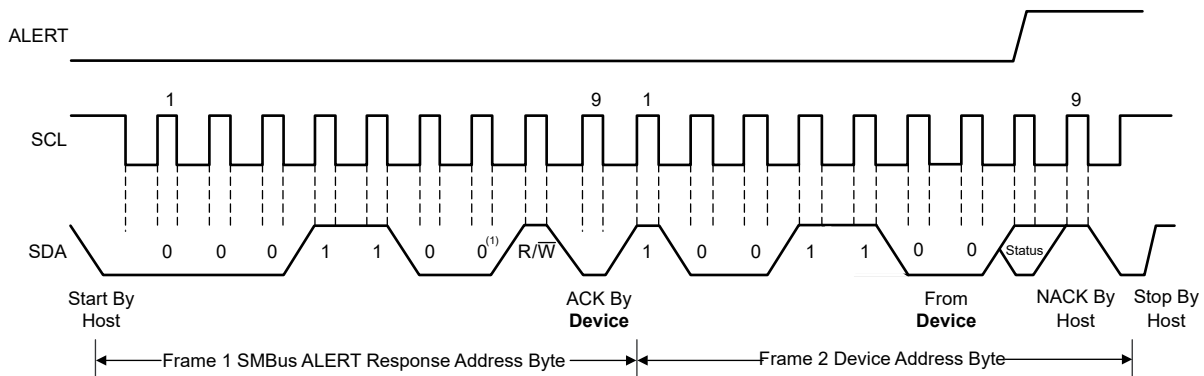 ALERT
1 9 1 9
SCL
SDA
0 0 0 1 1 0 0(1) R/W 1 0 0 1 1 0 0 Status
Start By Host
ACK By Device
From Device
NACK By Host
Stop By Host
Frame 1 SMBus ALERT Response Address Byte
Frame 2 Device Address Byte